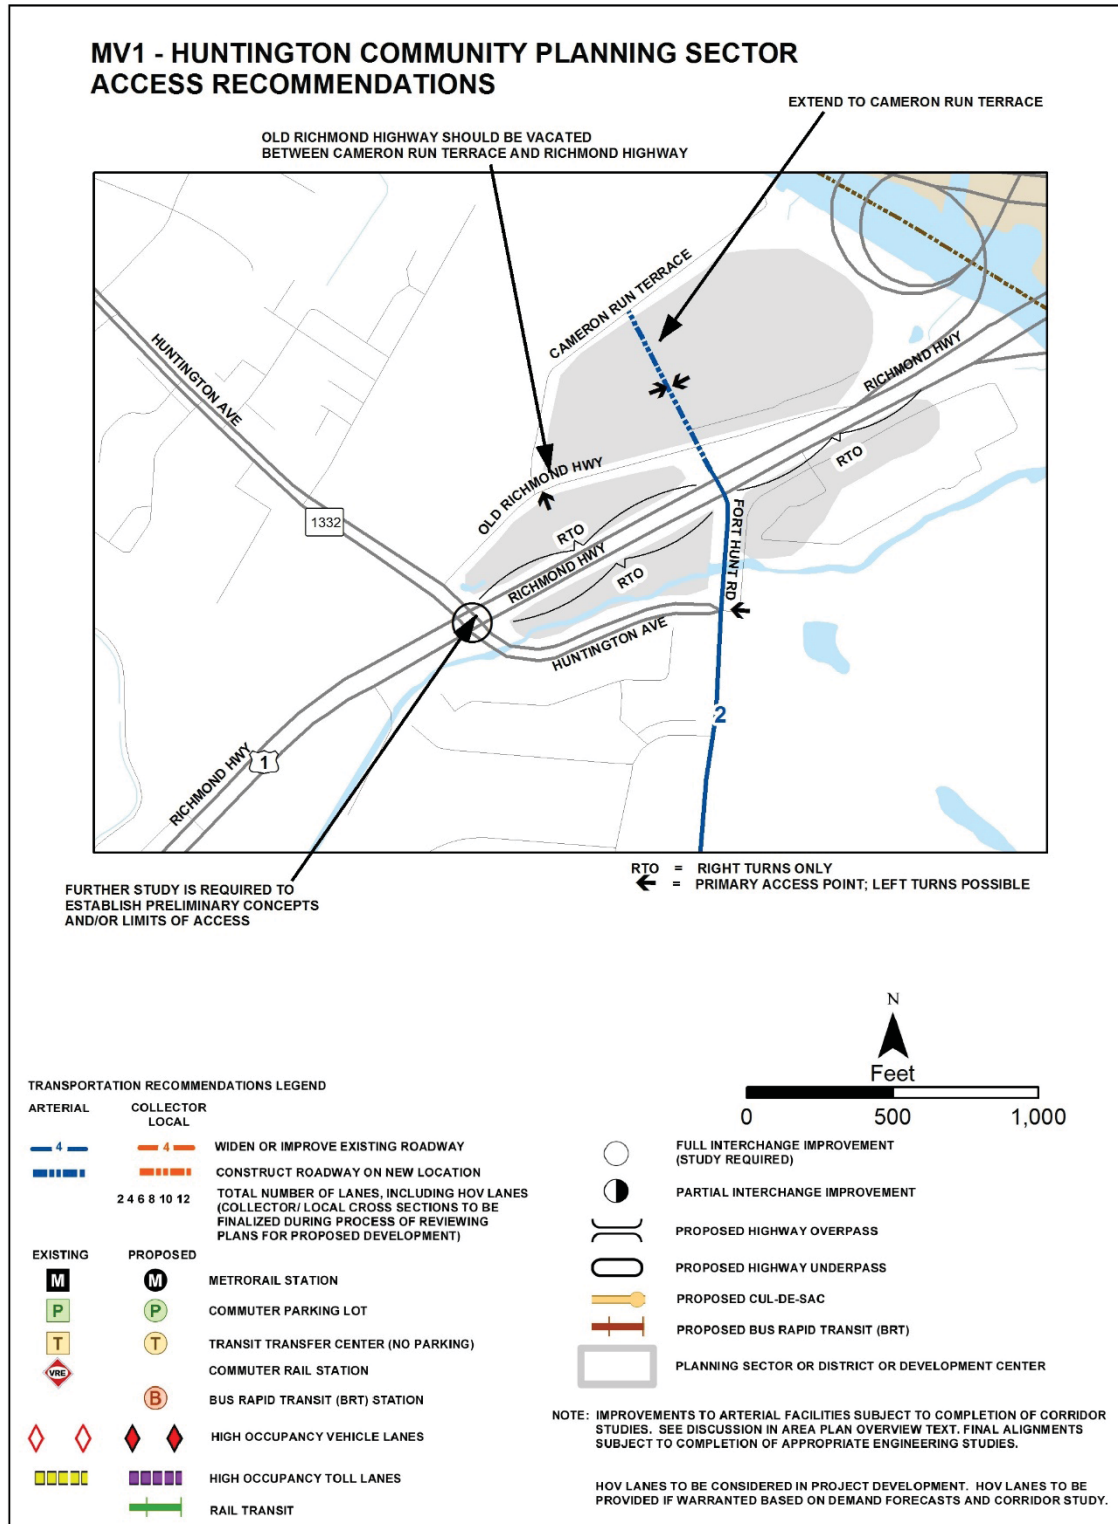 MV1 - HUNTINGTON COMMUNITY PLANNING SECTOR
ACCESS RECOMMENDATIONS
EXTEND TO CAMERON RUN TERRACE
OLD RICHMOND HIGHWAY SHOULD BE VACATED
BETWEEN CAMERON RUN TERRACE AND RICHMOND HIGHWAY
CAMERON RUN TERRACE
HUNTINGTON AVE
RICHMOND HWY
OLD RICHMOND HWY
RTO
1332
RTO
FORT HUNT RD
RICHMOND HWY
RTO
HUNTINGTON AVE
2
RICHMOND HWY
1
RTO = RIGHT TURNS ONLY
= PRIMARY ACCESS POINT; LEFT TURNS POSSIBLE
FURTHER STUDY IS REQUIRED TO
ESTABLISH PRELIMINARY CONCEPTS
AND/OR LIMITS OF ACCESS
N
Feet
0 500 1,000
TRANSPORTATION RECOMMENDATIONS LEGEND
ARTERIAL COLLECTOR
LOCAL
4 4 WIDEN OR IMPROVE EXISTING ROADWAY
CONSTRUCT ROADWAY ON NEW LOCATION
2 4 6 8 10 12 TOTAL NUMBER OF LANES, INCLUDING HOV LANES
(COLLECTOR/ LOCAL CROSS SECTIONS TO BE
FINALIZED DURING PROCESS OF REVIEWING
PLANS FOR PROPOSED DEVELOPMENT)
EXISTING PROPOSED
M M METRORAIL STATION
P P COMMUTER PARKING LOT
T T TRANSIT TRANSFER CENTER (NO PARKING)
VRE COMMUTER RAIL STATION
B BUS RAPID TRANSIT (BRT) STATION
HIGH OCCUPANCY VEHICLE LANES
HIGH OCCUPANCY TOLL LANES
RAIL TRANSIT
FULL INTERCHANGE IMPROVEMENT
(STUDY REQUIRED)
PARTIAL INTERCHANGE IMPROVEMENT
PROPOSED HIGHWAY OVERPASS
PROPOSED HIGHWAY UNDERPASS
PROPOSED CUL-DE-SAC
PROPOSED BUS RAPID TRANSIT (BRT)
PLANNING SECTOR OR DISTRICT OR DEVELOPMENT CENTER
NOTE: IMPROVEMENTS TO ARTERIAL FACILITIES SUBJECT TO COMPLETION OF CORRIDOR
STUDIES. SEE DISCUSSION IN AREA PLAN OVERVIEW TEXT. FINAL ALIGNMENTS
SUBJECT TO COMPLETION OF APPROPRIATE ENGINEERING STUDIES.
HOV LANES TO BE CONSIDERED IN PROJECT DEVELOPMENT. HOV LANES TO BE
PROVIDED IF WARRANTED BASED ON DEMAND FORECASTS AND CORRIDOR STUDY.